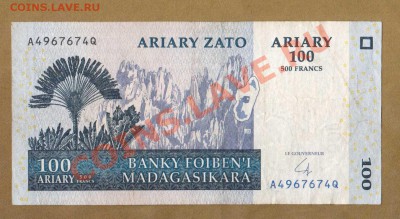 COINS.LAVE.RU
A4967674Q
ARIARY ZATO
ARIARY
100
500 FRANCS
COINS.LAVE.RU
LE GOUVERNEUR
100
ARIARY 500 FRANCS
BANKY FOIBEN'I
MADAGASIKARA
A4967674Q
100